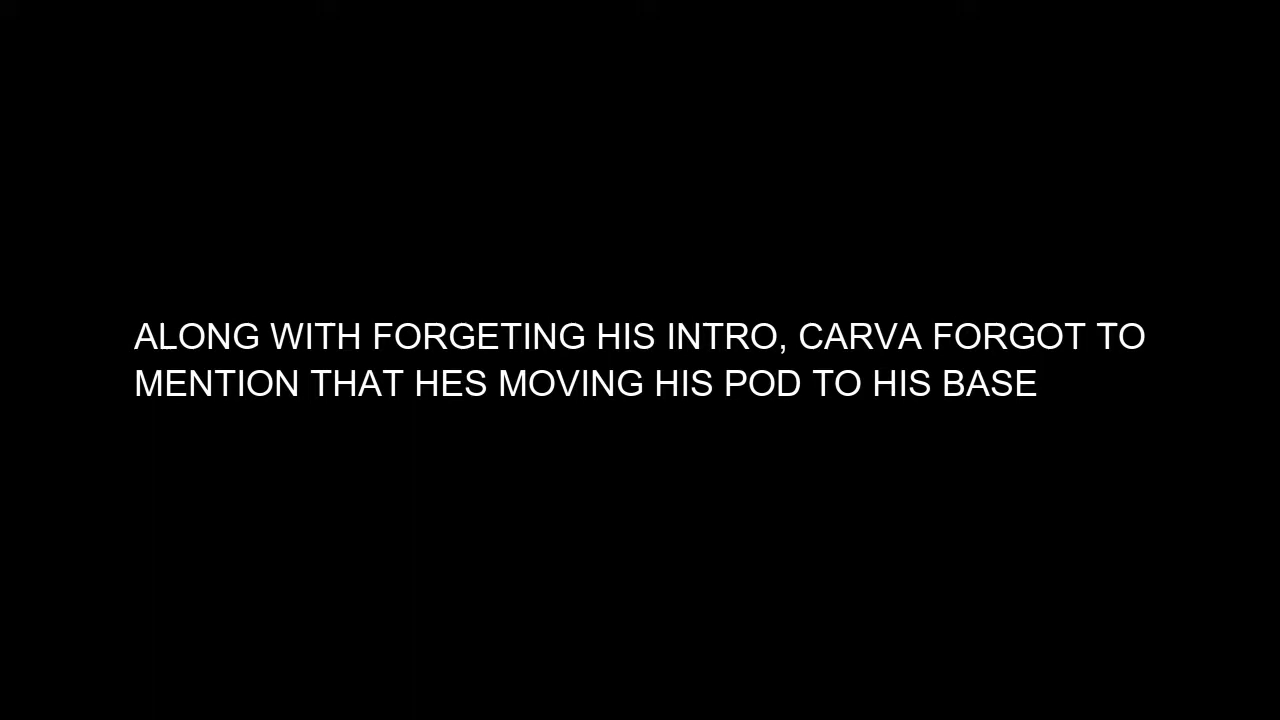 ALONG WITH FORGETING HIS INTRO, CARVA FORGOT TO
MENTION THAT HES MOVING HIS POD TO HIS BASE